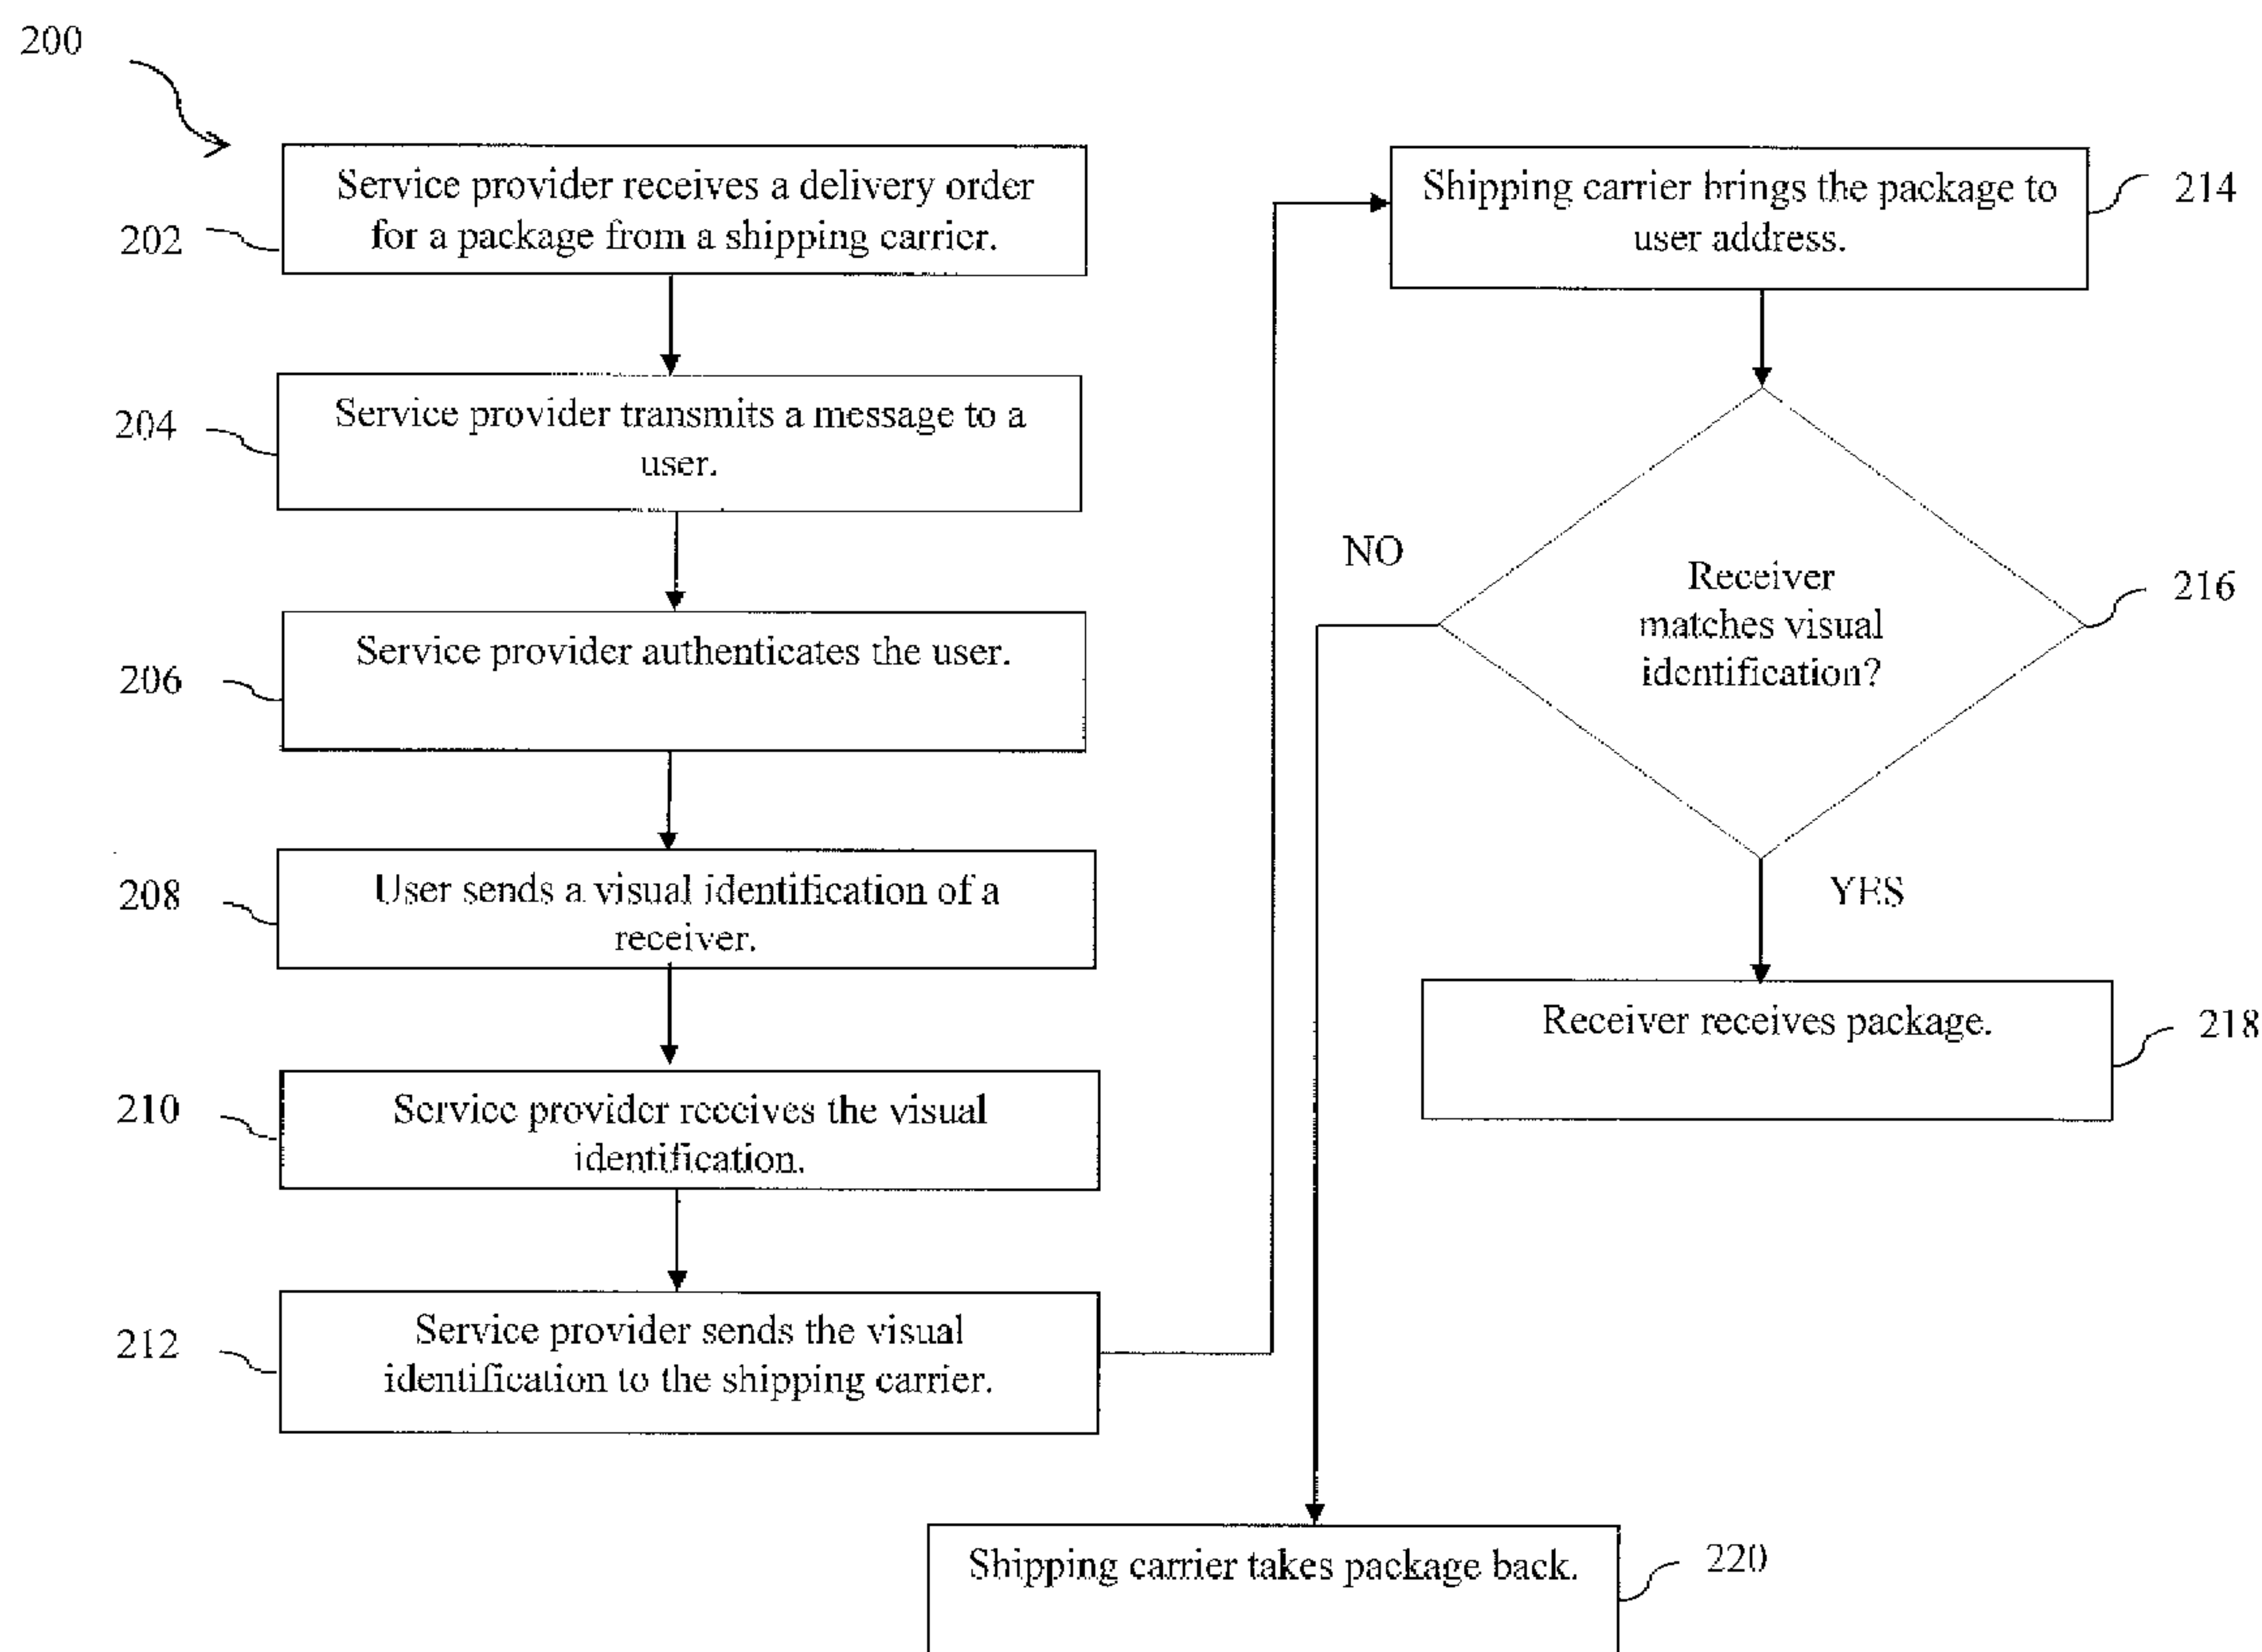 200
Service provider receives a delivery order
for a package from a shipping carrier.
202
Service provider transmits a message to a
user.
204
Service provider authenticates the user.
206
User sends a visual identification of a
receiver.
208
Service provider receives the visual
identification.
210
Service provider sends the visual
identification to the shipping carrier.
212
Shipping carrier brings the package to
user address.
214
Receiver
matches visual
identification?
216
NO
YES
Receiver receives package.
218
Shipping carrier takes package back.
220